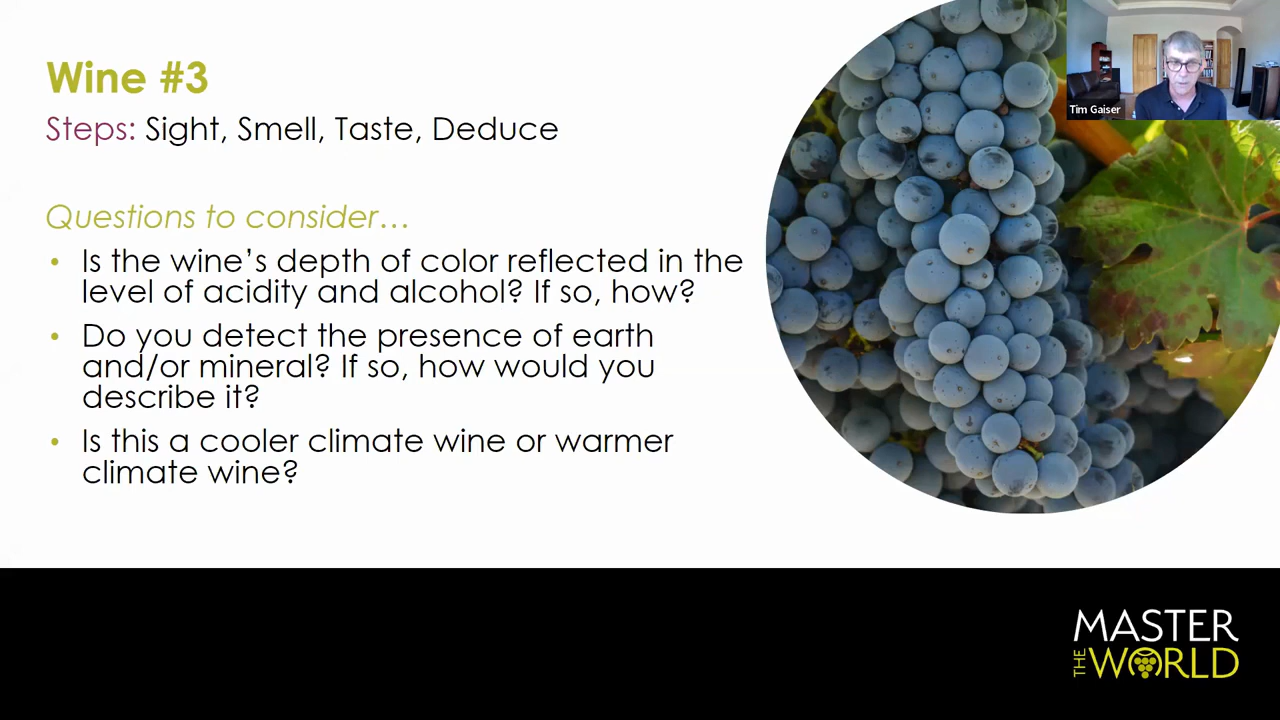 Wine #3
Steps: Sight, Smell, Taste, Deduce
Questions to consider…
• Is the wine’s depth of color reflected in the
level of acidity and alcohol? If so, how?
• Do you detect the presence of earth
and/or mineral? If so, how would you
describe it?
• Is this a cooler climate wine or warmer
climate wine?
Tim Gaiser
MASTER
THE WORLD